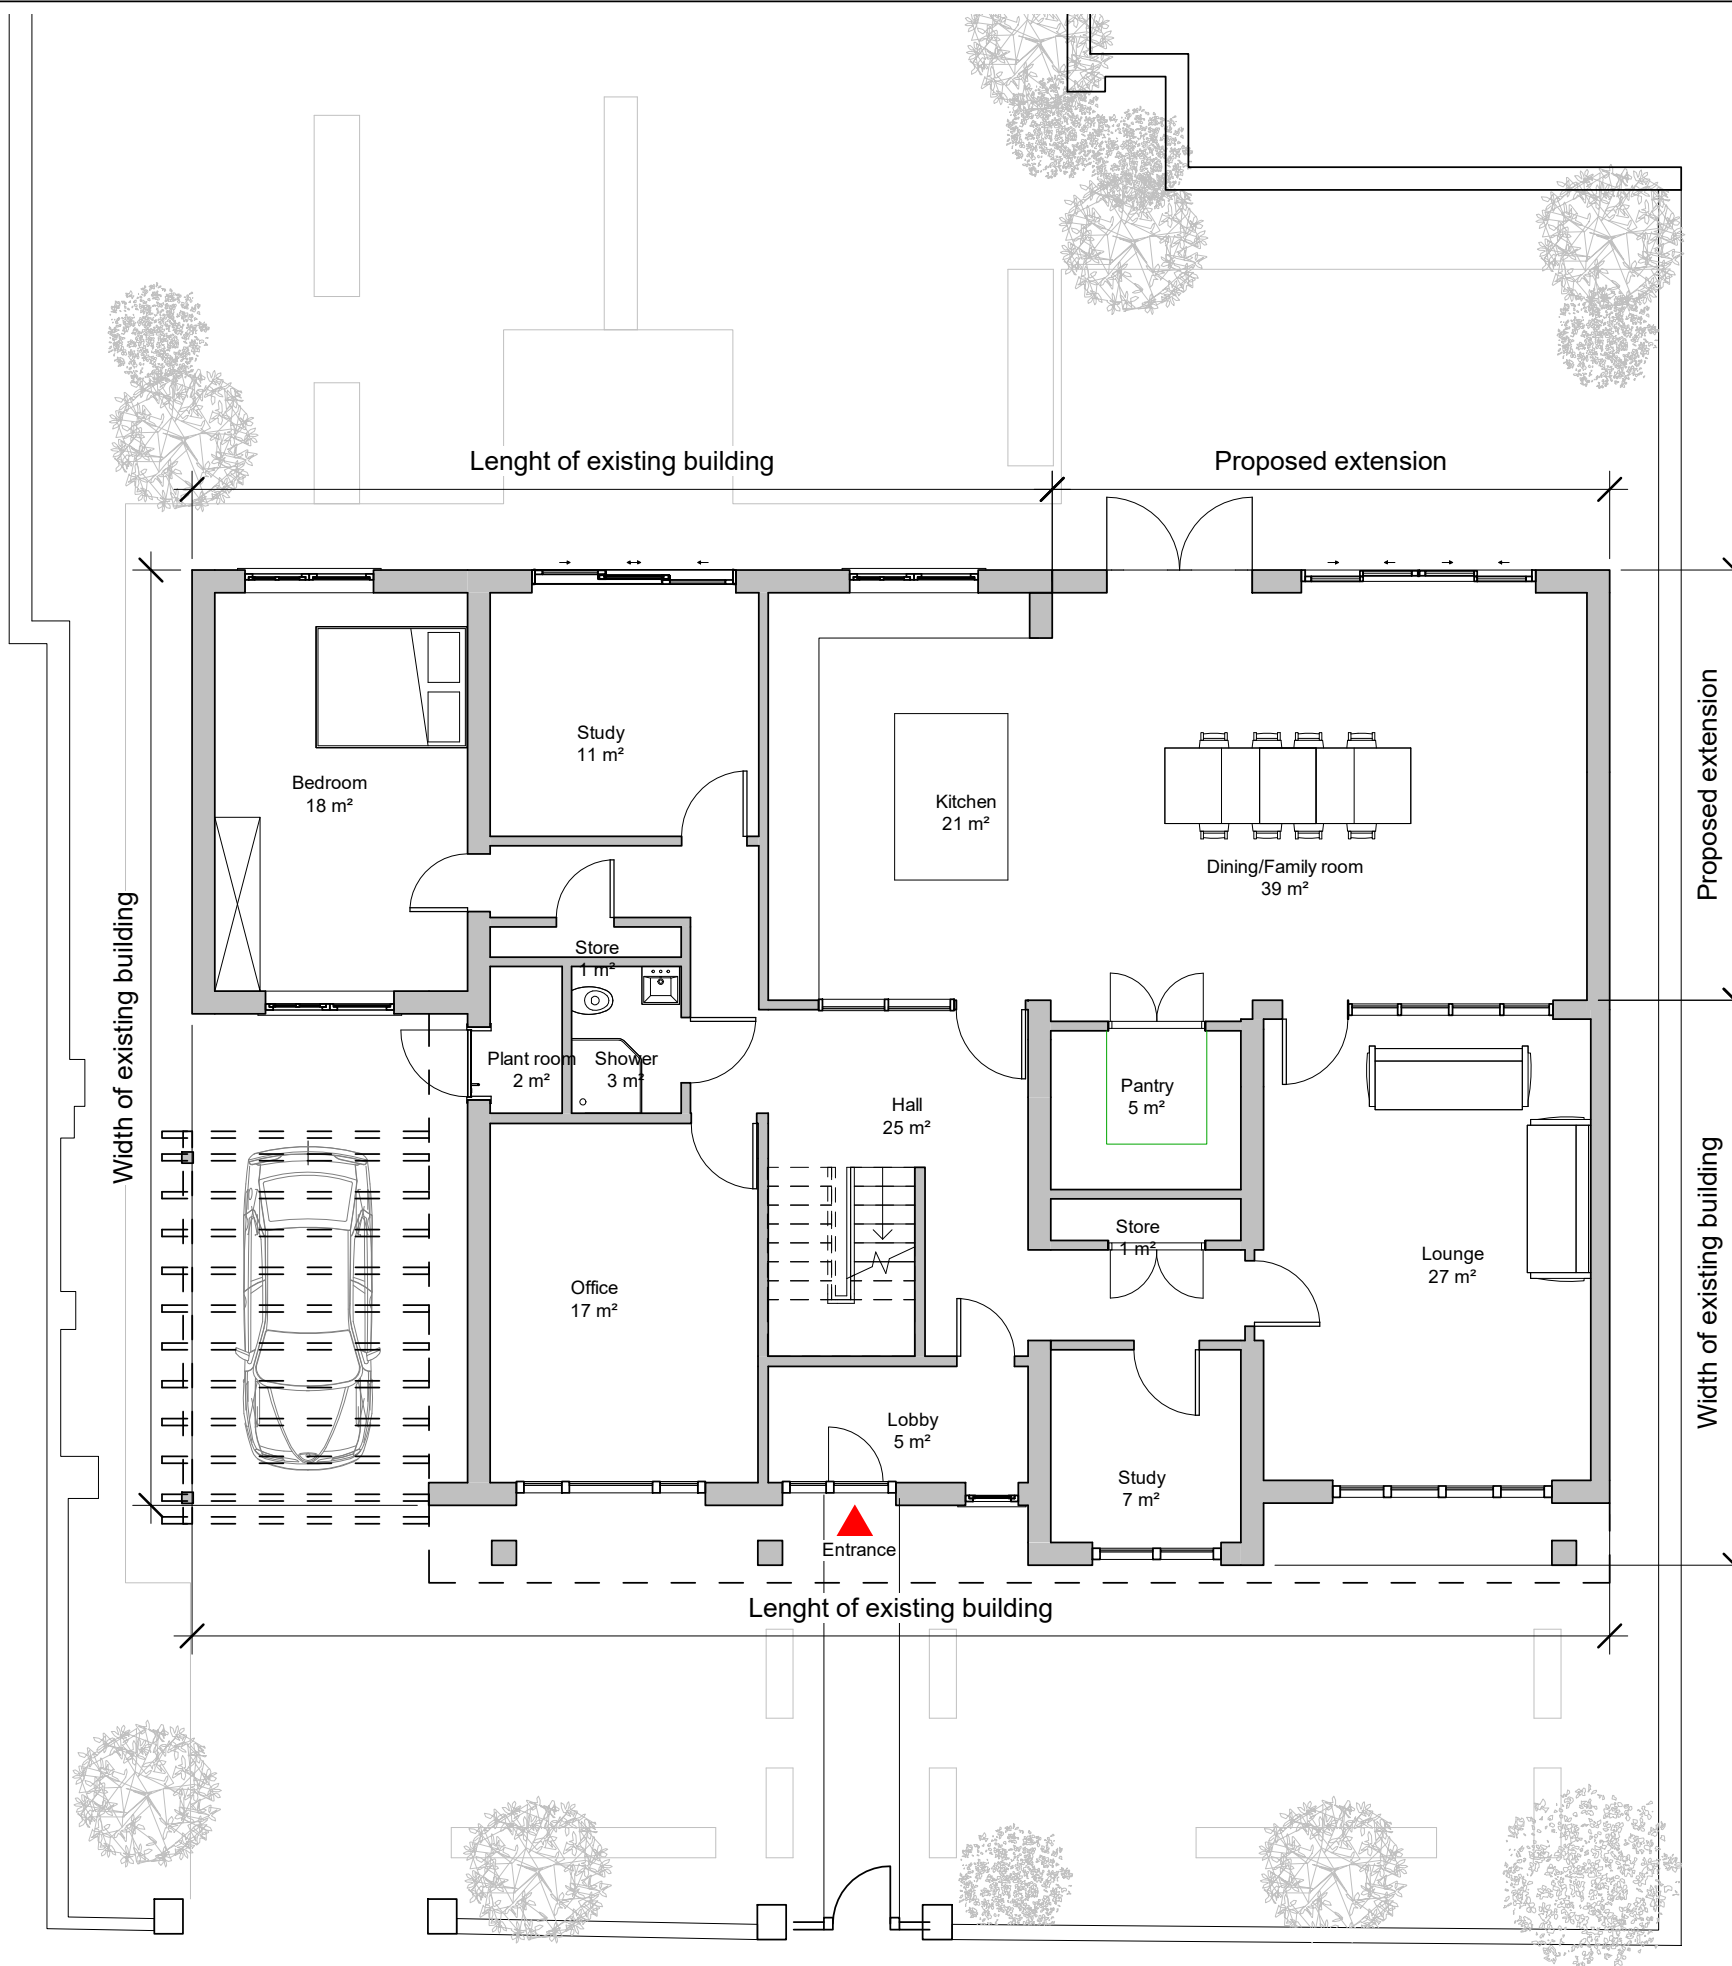 Lenght of existing building
Proposed extension
Proposed extension
Study
11 m²
Bedroom
18 m²
Kitchen
21 m²
Dining/Family room
39 m²
Width of existing building
Store
1 m²
Plant room
2 m²
Shower
3 m²
Pantry
5 m²
Hall
25 m²
Width of existing building
Store
1 m²
Lounge
27 m²
Office
17 m²
Lobby
5 m²
Study
7 m²
Entrance
Lenght of existing building